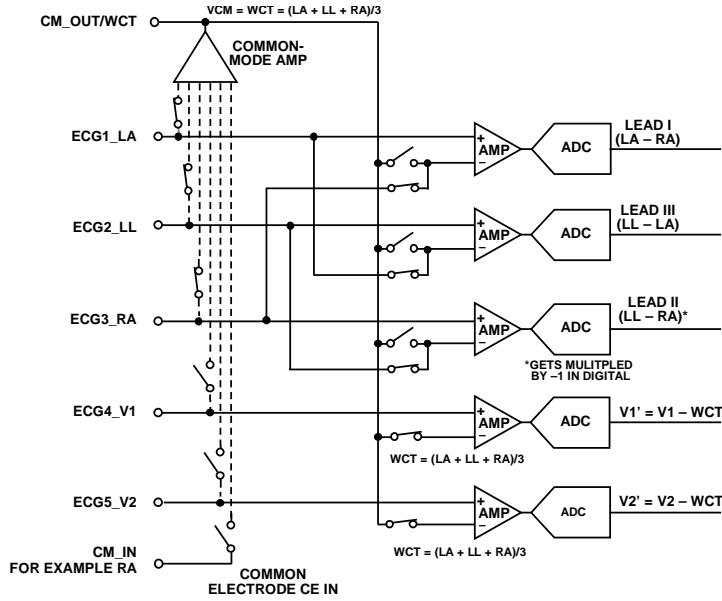 CM_OUT/WCT
VCM = WCT = (LA + LL + RA)/3
COMMON-
MODE AMP
ECG1_LA
+
AMP
–
ADC
LEAD I
(LA – RA)
ECG2_LL
+
AMP
–
ADC
LEAD III
(LL – LA)
ECG3_RA
+
AMP
–
ADC
LEAD II
(LL – RA)*
*GETS MULITPLED
BY –1 IN DIGITAL
ECG4_V1
+
AMP
–
ADC
V1' = V1 – WCT
WCT = (LA + LL + RA)/3
ECG5_V2
+
AMP
–
ADC
V2' = V2 – WCT
WCT = (LA + LL + RA)/3
CM_IN
FOR EXAMPLE RA
COMMON
ELECTRODE CE IN